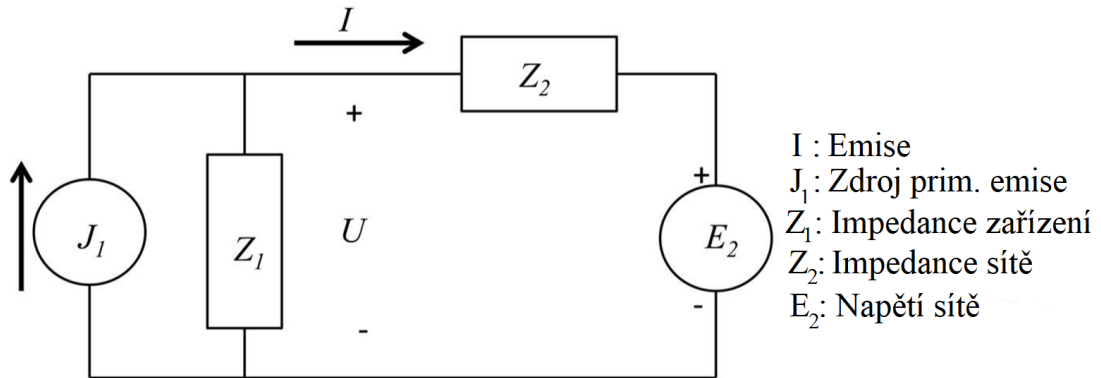 I
Z2
+
+
J1
Z1
U
E2
-
-
I : Emise
J1: Zdroj prim. emise
Z1: Impedance zařízení
Z2: Impedance sítě
E2: Napětí sítě